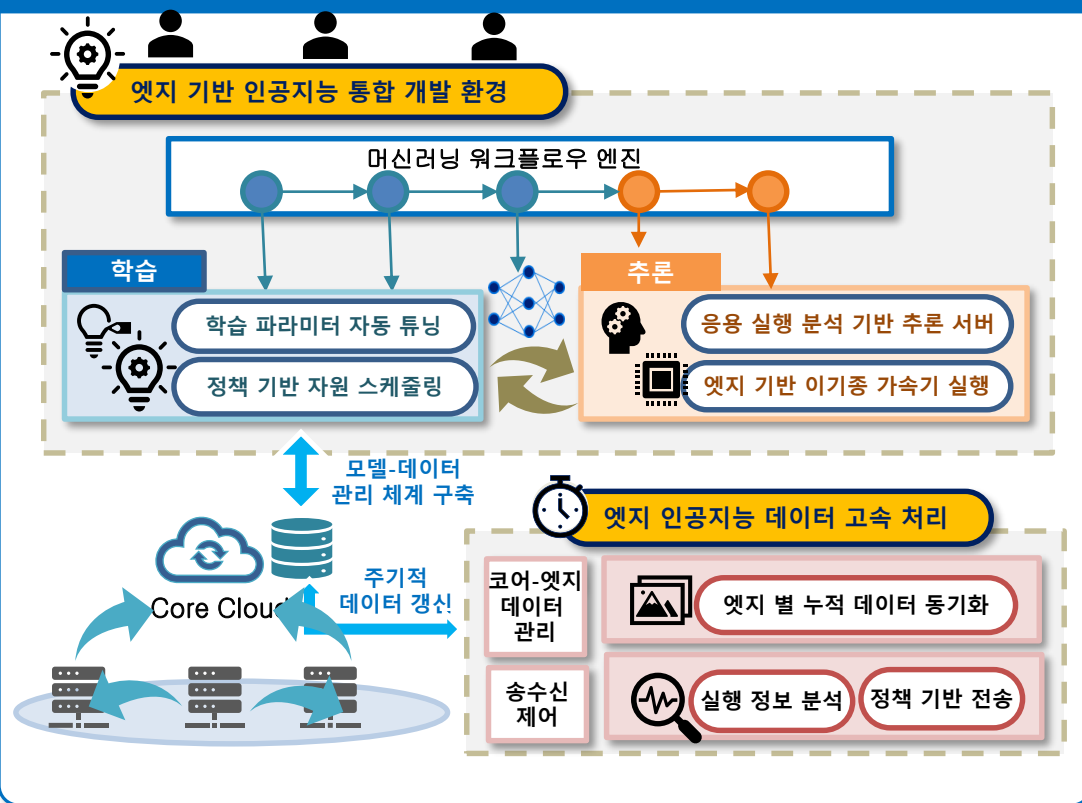 엣지 기반 인공지능 통합 개발 환경
머신러닝 워크플로우 엔진
학습
추론
학습 파라미터 자동 튜닝
정책 기반 자원 스케줄링
응용 실행 분석 기반 추론 서버
엣지 기반 이기종 가속기 실행
모델-데이터
관리 체계 구축
엣지 인공지능 데이터 고속 처리
주기적
데이터 갱신
Core Cloud
코어-엣지
데이터
관리
엣지 별 누적 데이터 동기화
송수신
제어
실행 정보 분석
정책 기반 전송